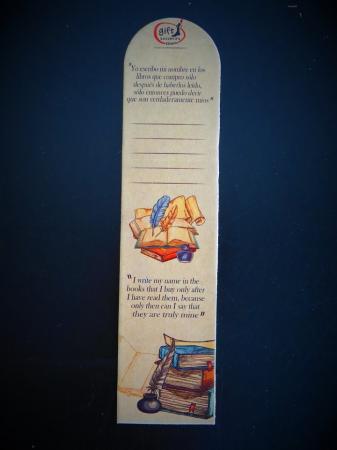 gift
"Yo escribo mi nombre en los
libros que compro sólo
después de haberlos leído,
sólo entonces puedo decir
que son verdaderamente míos"
"I write my name in the
books that I buy only after
I have read them, because
only then can I say that
they are truly mine"